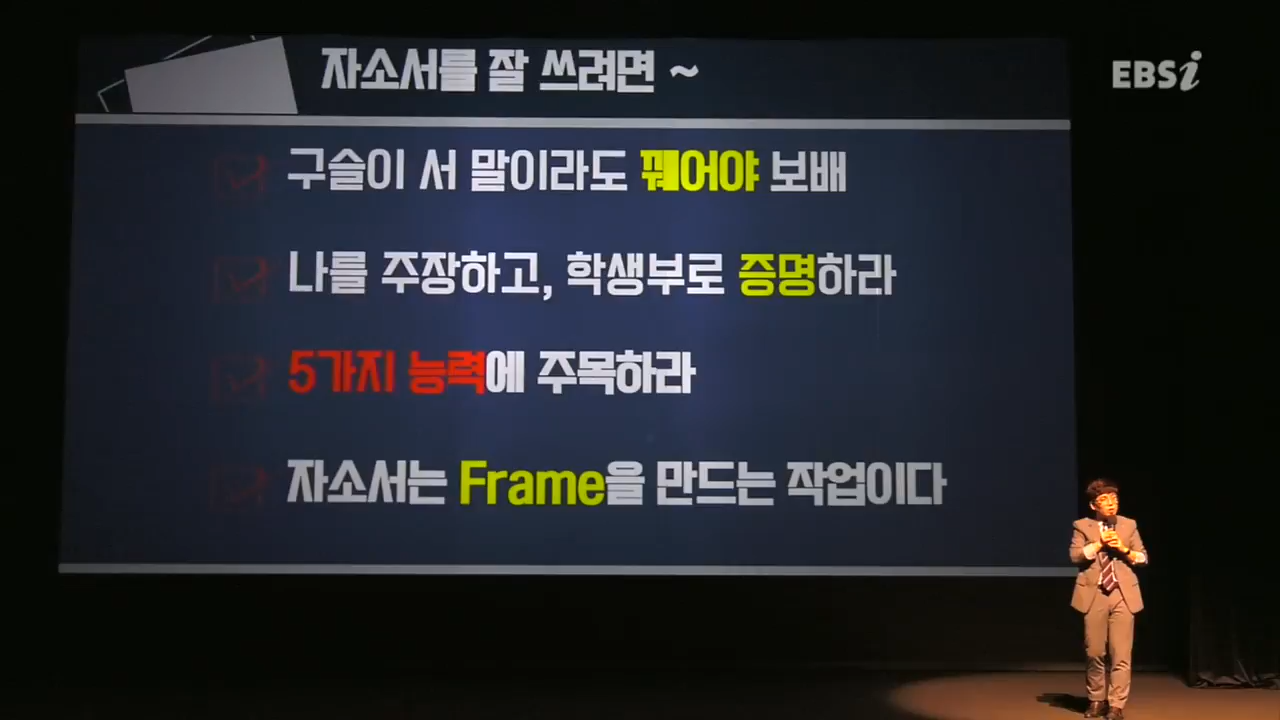 자소서를 잘 쓰려면 ~
EBSi
구슬이 서 말이라도 꿰어야 보배
나를 주장하고, 학생부로 증명하라
5가지 능력에 주목하라
자소서는 Frame을 만드는 작업이다